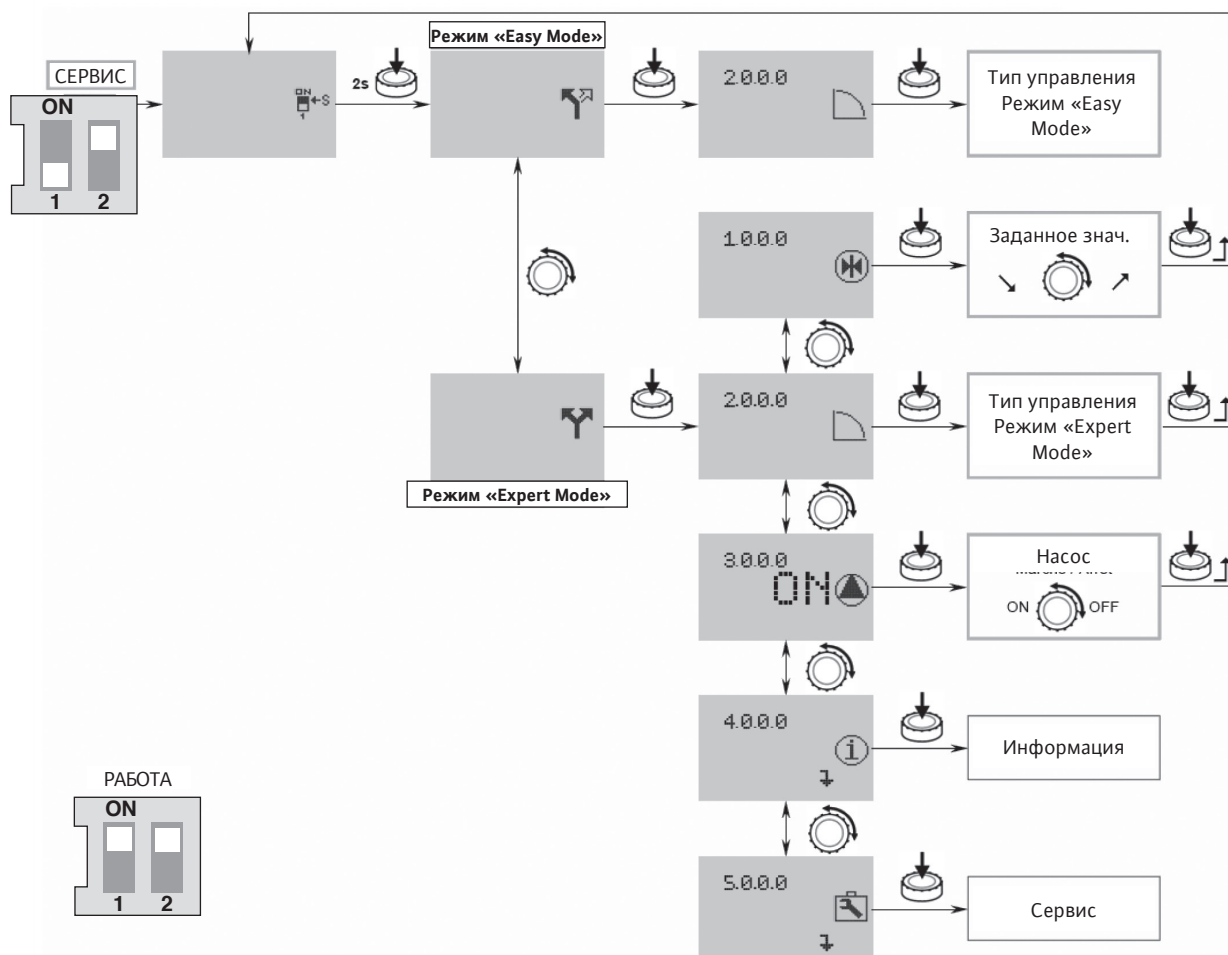 Режим «Easy Mode»
СЕРВИС
ON
1 2
ON
←S
1
2s
2.0.0.0
Тип управления
Режим «Easy
Mode»
1.0.0.0
Заданное знач.
2.0.0.0
Тип управления
Режим «Expert
Mode»
Режим «Expert Mode»
3.0.0.0
ON
Насос
ON OFF
4.0.0.0
Информация
РАБОТА
ON
1 2
5.0.0.0
Сервис